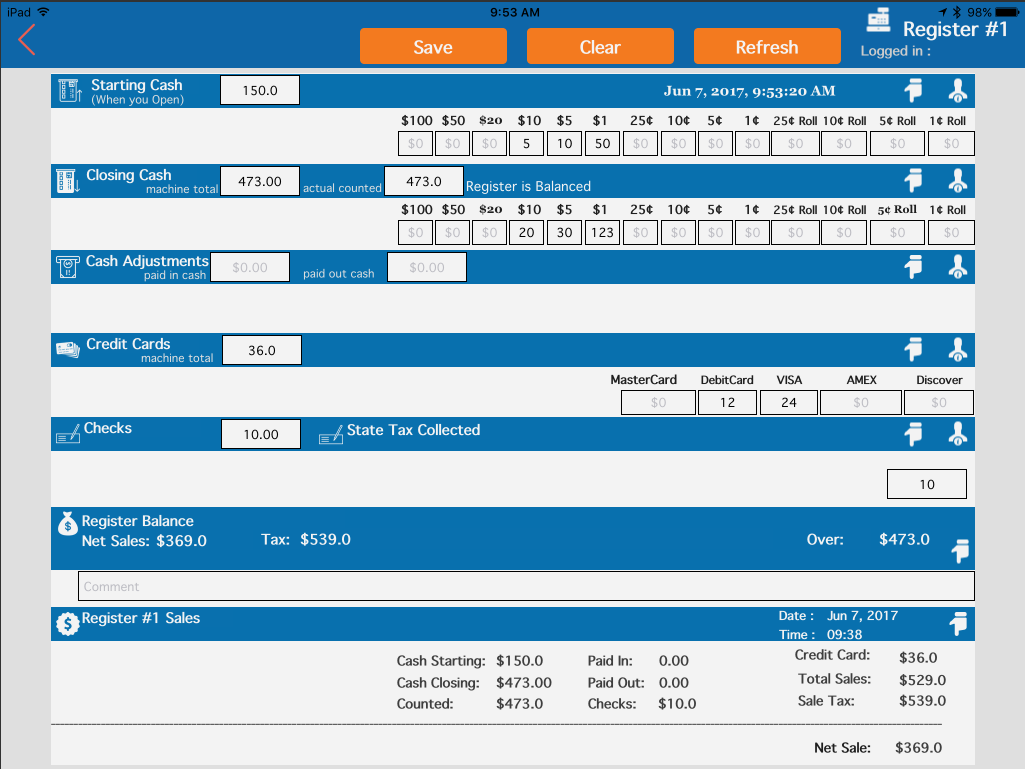 iPad 9:53 AM 98%
Save Clear Refresh Register #1
Logged in :
Starting Cash 150.0 Jun 7, 2017, 9:53:20 AM
(When you Open)
$100 $50 $20 $10 $5 $1 25¢ 10¢ 5¢ 1¢ 25¢ Roll 10¢ Roll 5¢ Roll 1¢ Roll
$0 $0 $0 5 10 50 $0 $0 $0 $0 $0 $0 $0 $0
Closing Cash
machine total 473.00 actual counted 473.0 Register is Balanced
$100 $50 $20 $10 $5 $1 25¢ 10¢ 5¢ 1¢ 25¢ Roll 10¢ Roll 5¢ Roll 1¢ Roll
$0 $0 $0 20 30 123 $0 $0 $0 $0 $0 $0 $0 $0
Cash Adjustments
paid in cash $0.00 paid out cash $0.00
Credit Cards
machine total 36.0
MasterCard DebitCard VISA AMEX Discover
$0 12 24 $0 $0
Checks 10.00 State Tax Collected
10
Register Balance
Net Sales: $369.0 Tax: $539.0 Over: $473.0
Comment
Register #1 Sales Date : Jun 7, 2017
Time : 09:38
Cash Starting: $150.0 Paid In: 0.00 Credit Card: $36.0
Cash Closing: $473.00 Paid Out: 0.00 Total Sales: $529.0
Counted: $473.0 Checks: $10.0 Sale Tax: $539.0
Net Sale: $369.0